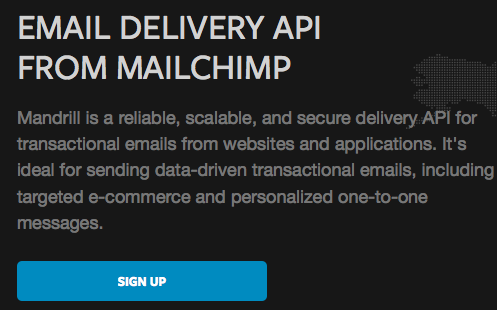 EMAIL DELIVERY API
FROM MAILCHIMP
Mandrill is a reliable, scalable, and secure delivery API for
transactional emails from websites and applications. It's
ideal for sending data-driven transactional emails, including
targeted e-commerce and personalized one-to-one
messages.
SIGN UP